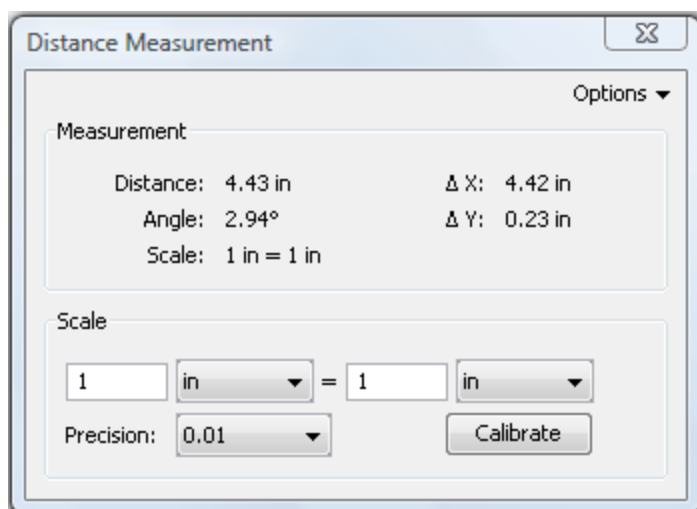 Distance Measurement
Options
Measurement
Distance: 4.43 in Δ X: 4.42 in
Angle: 2.94° Δ Y: 0.23 in
Scale: 1 in = 1 in
Scale
1 in = 1 in
Precision: 0.01 Calibrate